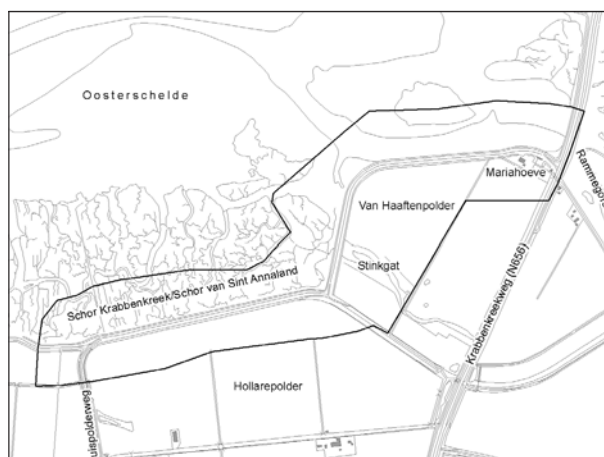 Oosterschelde
Mariahoeve
Van Haaftenpolder
Stinkgat
Schor Krabbenkreek/Schor van Sint Annaland
Krabbenkreekweg (N656)
Hollarepolder